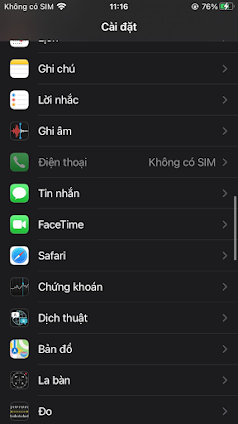 Không có SIM 11:16 76%
Cài đặt
Lịch
Ghi chú
Lời nhắc
Ghi âm
Điện thoại Không có SIM
Tin nhắn
FaceTime
Safari
Chứng khoán
Dịch thuật
Bản đồ
La bàn
Đo